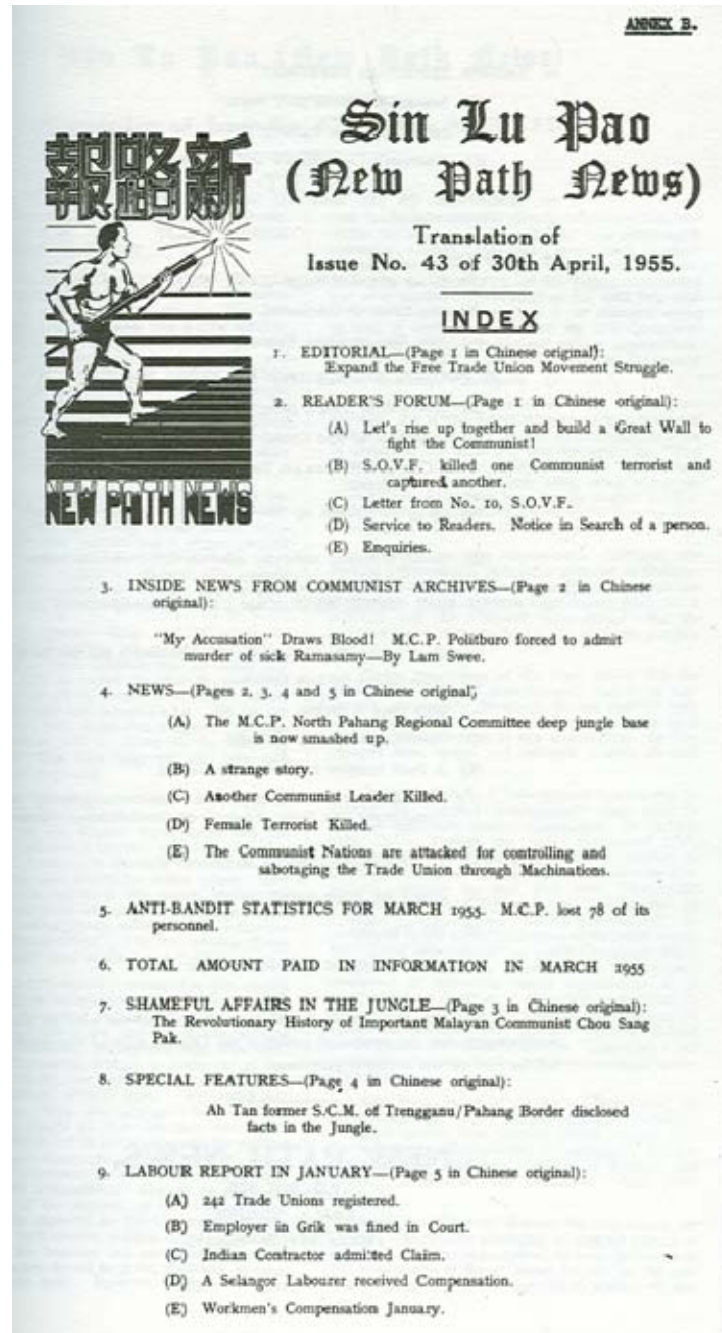 ANNEX B.
Sin Lu Pao
(New Path News)
報路新
Translation of
Issue No. 43 of 30th April, 1955.
INDEX
1. EDITORIAL—(Page 1 in Chinese original):
Expand the Free Trade Union Movement Struggle.
2. READER'S FORUM—(Page 1 in Chinese original):
(A) Let's rise up together and build a Great Wall to
fight the Communist!
(B) S.O.V.F. killed one Communist terrorist and
captured another.
(C) Letter from No. 10, S.O.V.F.
(D) Service to Readers. Notice in Search of a person.
(E) Enquiries.
NEW PATH NEWS
3. INSIDE NEWS FROM COMMUNIST ARCHIVES—(Page 2 in Chinese
original):
"My Accusation" Draws Blood! M.C.P. Politburo forced to admit
murder of sick Ramasamy—By Lam Swee.
4. NEWS—(Pages 2, 3, 4 and 5 in Chinese original)
(A) The M.C.P. North Pahang Regional Committee deep jungle base
is now smashed up.
(B) A strange story.
(C) Another Communist Leader Killed.
(D) Female Terrorist Killed.
(E) The Communist Nations are attacked for controlling and
sabotaging the Trade Union through Machinations.
5. ANTI-BANDIT STATISTICS FOR MARCH 1955. M.C.P. lost 78 of its
personnel.
6. TOTAL AMOUNT PAID IN INFORMATION IN MARCH 1955
7. SHAMEFUL AFFAIRS IN THE JUNGLE—(Page 3 in Chinese original):
The Revolutionary History of Important Malayan Communist Chou Sang
Pak.
8. SPECIAL FEATURES—(Page 4 in Chinese original):
Ah Tan former S.C.M. of Trengganu/Pahang Border disclosed
facts in the Jungle.
9. LABOUR REPORT IN JANUARY—(Page 5 in Chinese original):
(A) 242 Trade Unions registered.
(B) Employer in Grik was fined in Court.
(C) Indian Contractor admitted Claim.
(D) A Selangor Labourer received Compensation.
(E) Workmen's Compensation January.